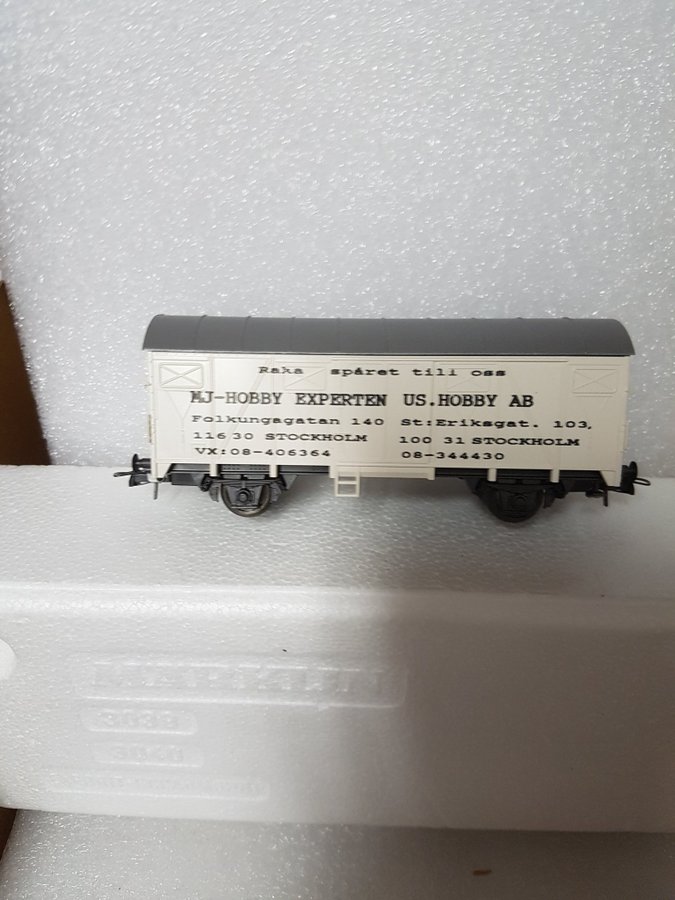 Raka spåret till oss
MJ-HOBBY EXPERTEN US.HOBBY AB
Folkungagatan 140 St:Eriksgat. 103,
116 30 STOCKHOLM 100 31 STOCKHOLM
VX:08-406364 08-344430